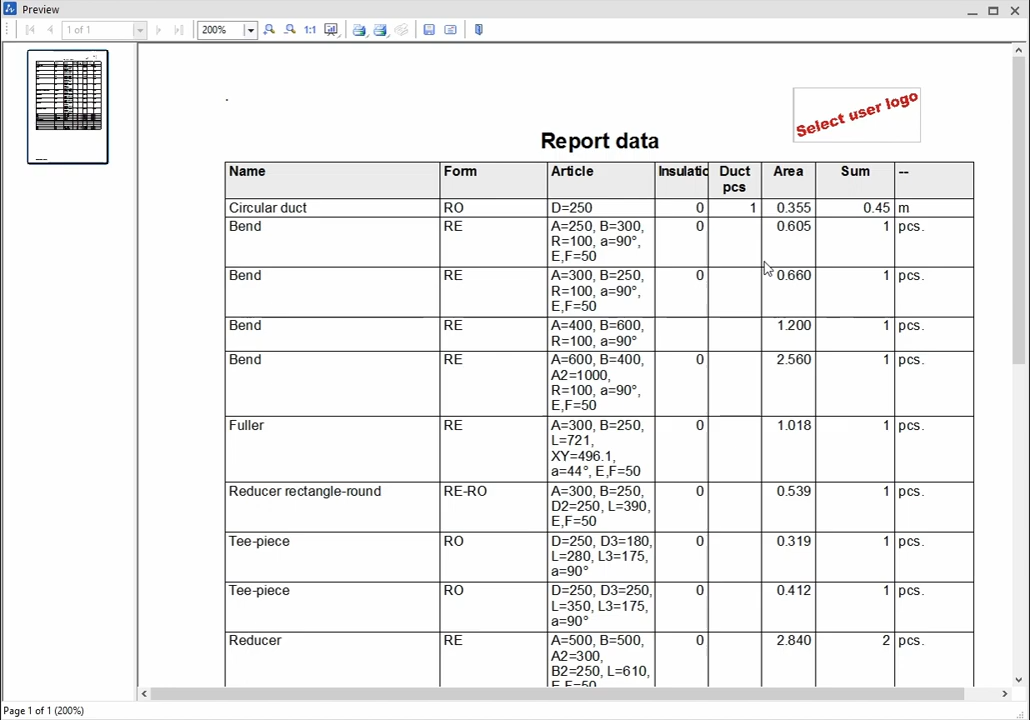 Preview
1 of 1
200%
1:1
Select user logo
Report data
Name Form Article Insulatic Duct pcs Area Sum --
Circular duct RO D=250 0 1 0.355 0.45 m
Bend RE A=250, B=300, 0 0.605 1 pcs.
R=100, a=90°,
E,F=50
Bend RE A=300, B=250, 0 0.660 1 pcs.
R=100, a=90°,
E,F=50
Bend RE A=400, B=600, 0 1.200 1 pcs.
R=100, a=90°
Bend RE A=600, B=400, 0 2.560 1 pcs.
A2=1000,
R=100, a=90°,
E,F=50
Fuller RE A=300, B=250, 0 1.018 1 pcs.
L=721,
XY=496.1,
a=44°, E,F=50
Reducer rectangle-round RE-RO A=300, B=250, 0 0.539 1 pcs.
D2=250, L=390,
E,F=50
Tee-piece RO D=250, D3=180, 0 0.319 1 pcs.
L=280, L3=175,
a=90°
Tee-piece RO D=250, D3=250, 0 0.412 1 pcs.
L=350, L3=175,
a=90°
Reducer RE A=500, B=500, 0 2.840 2 pcs.
A2=300,
B2=250, L=610,
E,F=50
Page 1 of 1 (200%)